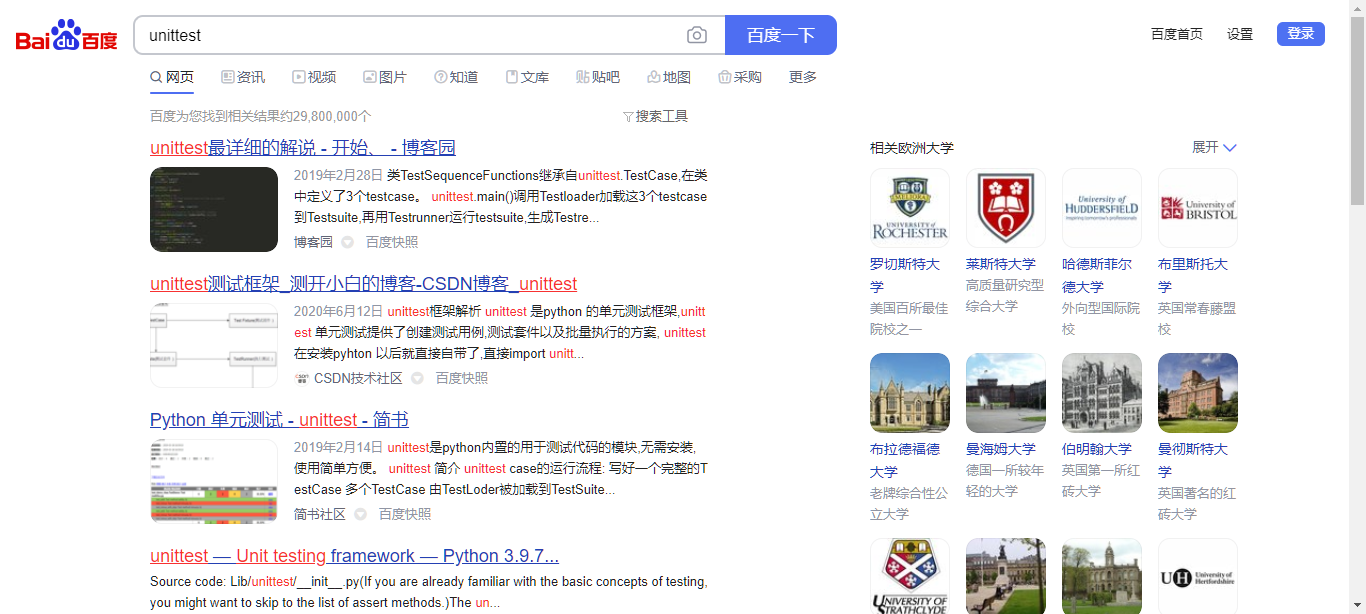 Bai du 百度
unittest
百度一下
百度首页 设置 登录
网页 资讯 视频 图片 知道 文库 贴吧 地图 采购 更多
百度为您找到相关结果约29,800,000个
搜索工具
unittest最详细的解说 - 开始、 - 博客园
2019年2月28日 类TestSequenceFunctions继承自unittest.TestCase,在类
中定义了3个testcase。 unittest.main()调用Testloader加载这3个testcase
到Testsuite,再用Testrunner运行testsuite,生成Testre...
博客园 百度快照
unittest测试框架_测开小白的博客-CSDN博客_unittest
2020年6月12日 unittest框架解析 unittest 是python 的单元测试框架,unitt
est 单元测试提供了创建测试用例,测试套件以及批量执行的方案, unittest
在安装pyhton 以后就直接自带了,直接import unitt...
CSDN技术社区 百度快照
Python 单元测试 - unittest - 简书
2019年2月14日 unittest是python内置的用于测试代码的模块,无需安装,
使用简单方便。 unittest 简介 unittest case的运行流程: 写好一个完整的T
estCase 多个TestCase 由TestLoder被加载到TestSuite...
简书社区 百度快照
unittest — Unit testing framework — Python 3.9.7...
Source code: Lib/unittest/__init__.py(If you are already familiar with the basic concepts of testing,
you might want to skip to the list of assert methods.)The un...
相关欧洲大学 展开
MELIORA
UNIVERSITY of
ROCHESTER
University of
HUDDERSFIELD
Inspiring tomorrow's professionals
University of
BRISTOL
罗切斯特大
学
美国百所最佳
院校之一
莱斯特大学
高质量研究型
综合大学
哈德斯菲尔
德大学
外向型国际院
校
布里斯托大
学
英国常春藤盟
校
布拉德福德
大学
老牌综合性公
立大学
曼海姆大学
德国一所较年
轻的大学
伯明翰大学
英国第一所红
砖大学
曼彻斯特大
学
英国著名的红
砖大学
UNIVERSITY OF
STRATHCLYDE
UH University of
Hertfordshire